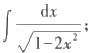 ∫ dx / √(1−2x²) ;